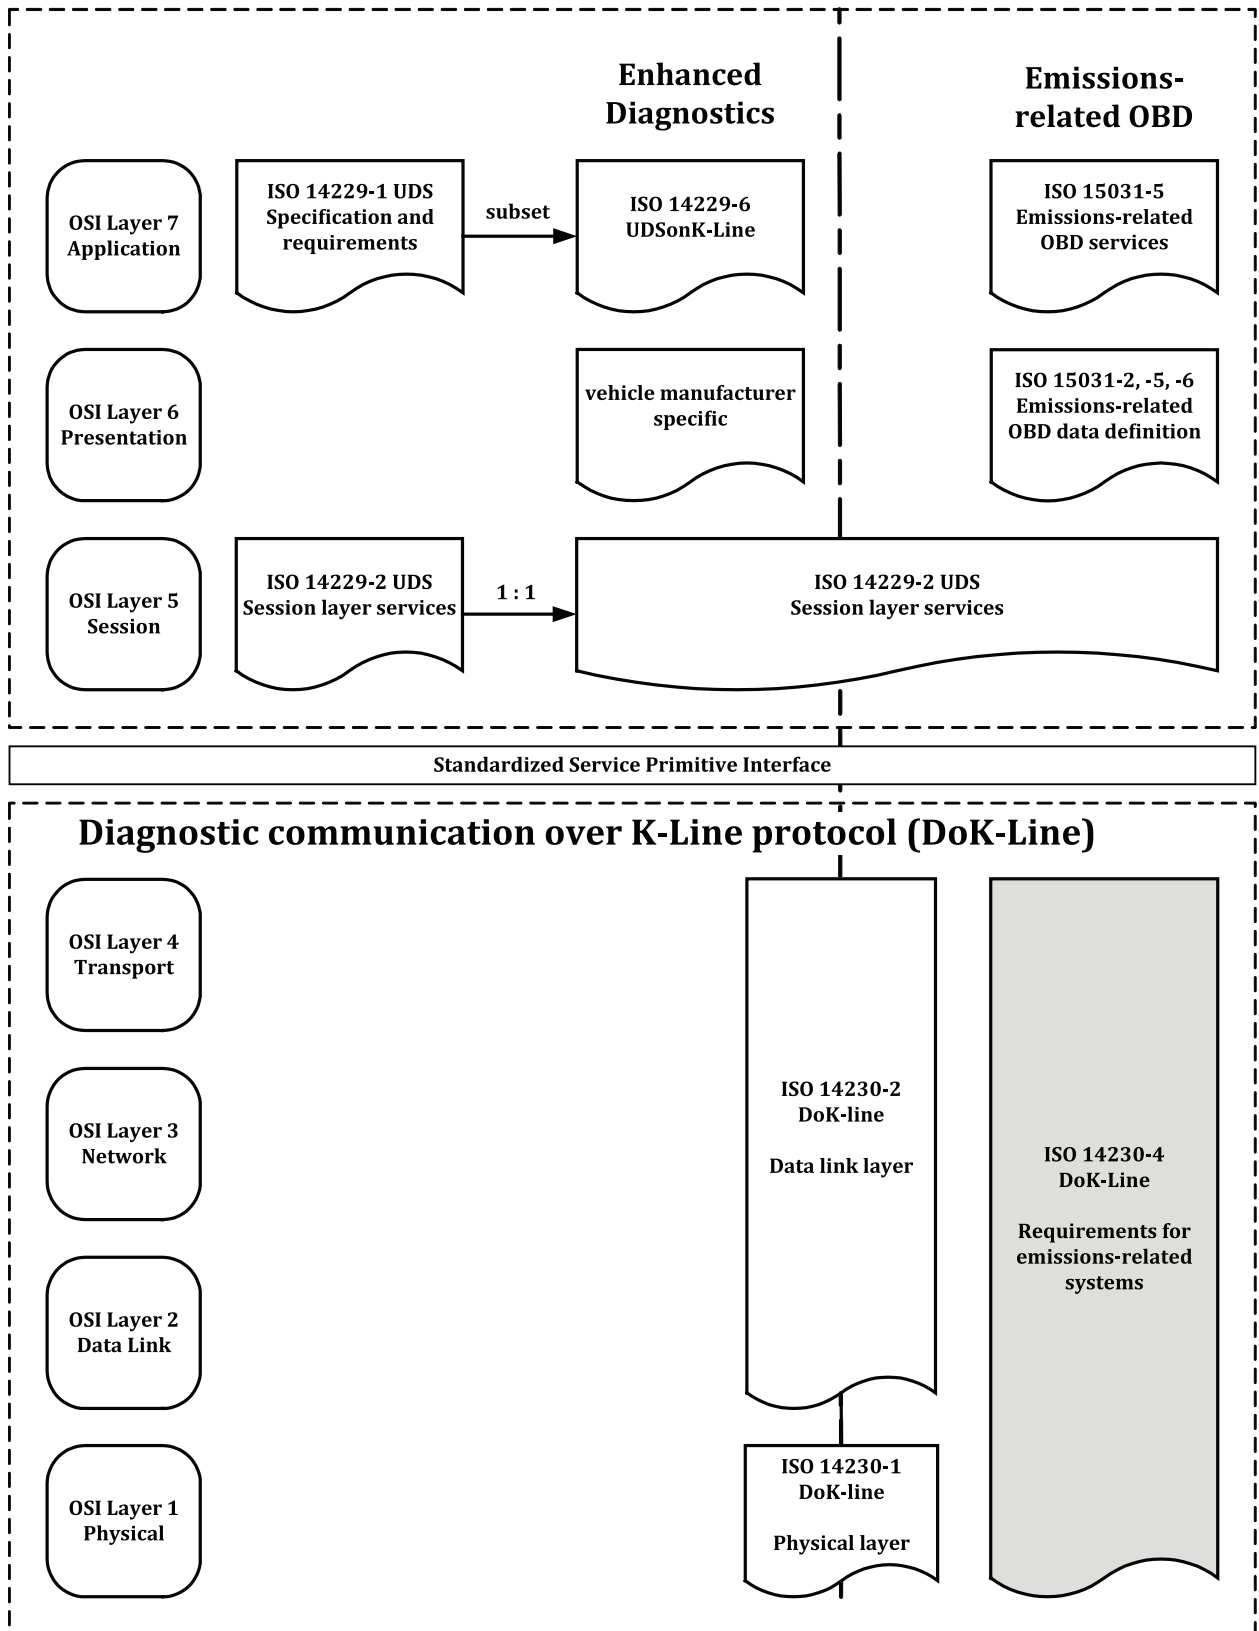 Enhanced
Diagnostics
Emissions-
related OBD
OSI Layer 7
Application
ISO 14229-1 UDS
Specification and
requirements
subset
ISO 14229-6
UDSonK-Line
ISO 15031-5
Emissions-related
OBD services
OSI Layer 6
Presentation
vehicle manufacturer
specific
ISO 15031-2, -5, -6
Emissions-related
OBD data definition
OSI Layer 5
Session
ISO 14229-2 UDS
Session layer services
1 : 1
ISO 14229-2 UDS
Session layer services
Standardized Service Primitive Interface
Diagnostic communication over K-Line protocol (DoK-Line)
OSI Layer 4
Transport
OSI Layer 3
Network
OSI Layer 2
Data Link
OSI Layer 1
Physical
ISO 14230-2
DoK-line
Data link layer
ISO 14230-1
DoK-line
Physical layer
ISO 14230-4
DoK-Line
Requirements for
emissions-related
systems